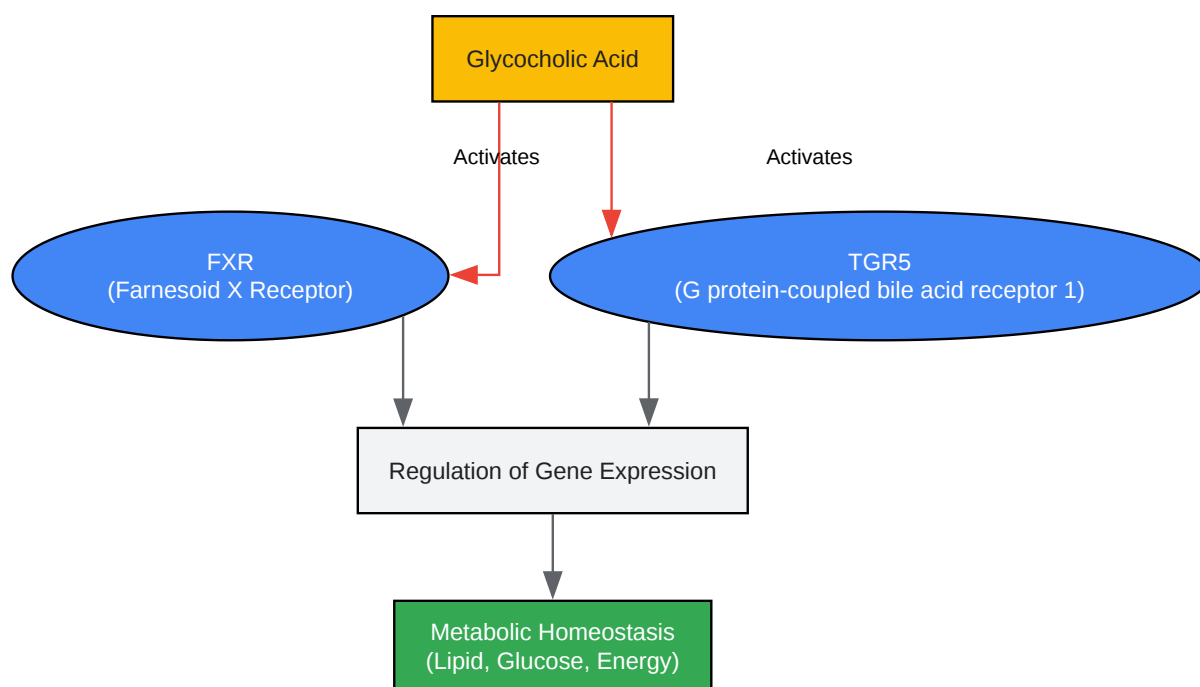 Glycocholic Acid
Activates
Activates
FXR
(Farnesoid X Receptor)
TGR5
(G protein-coupled bile acid receptor 1)
Regulation of Gene Expression
Metabolic Homeostasis
(Lipid, Glucose, Energy)